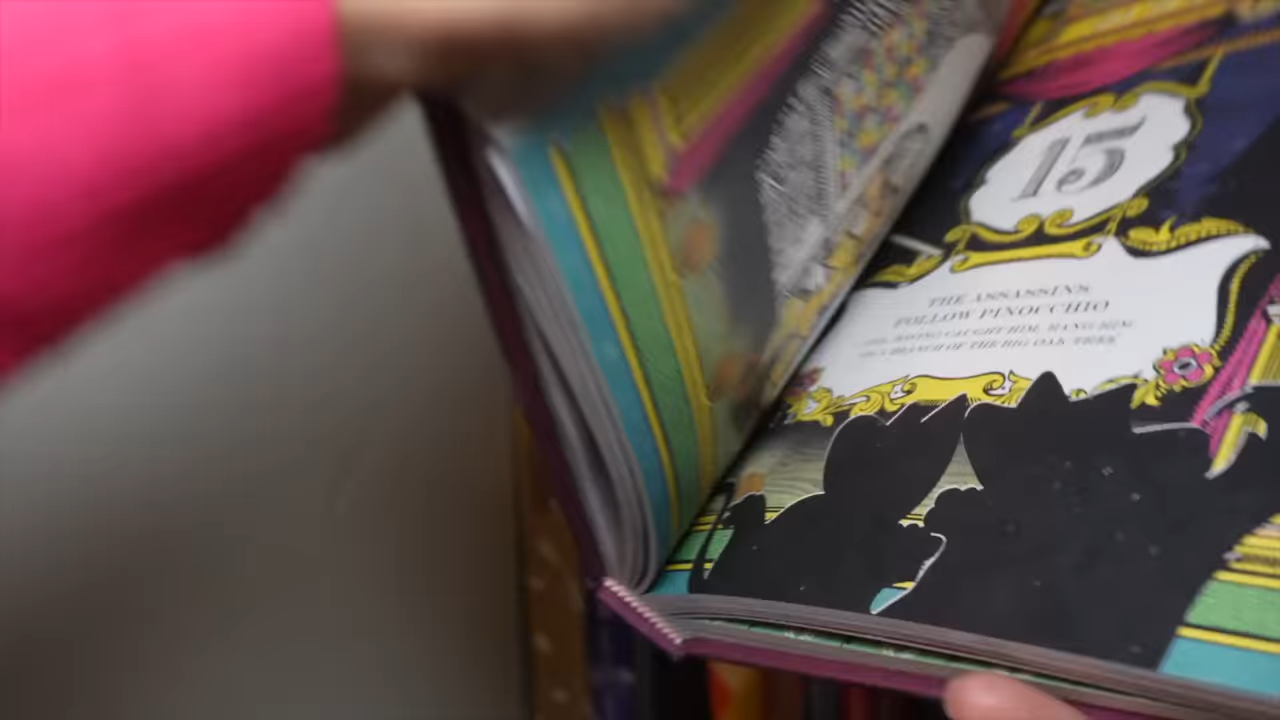 15
THE ASSASSINS
FOLLOW PINOCCHIO
AND, HAVING CAUGHT HIM, HANG HIM
ON A BRANCH OF THE BIG OAK TREE